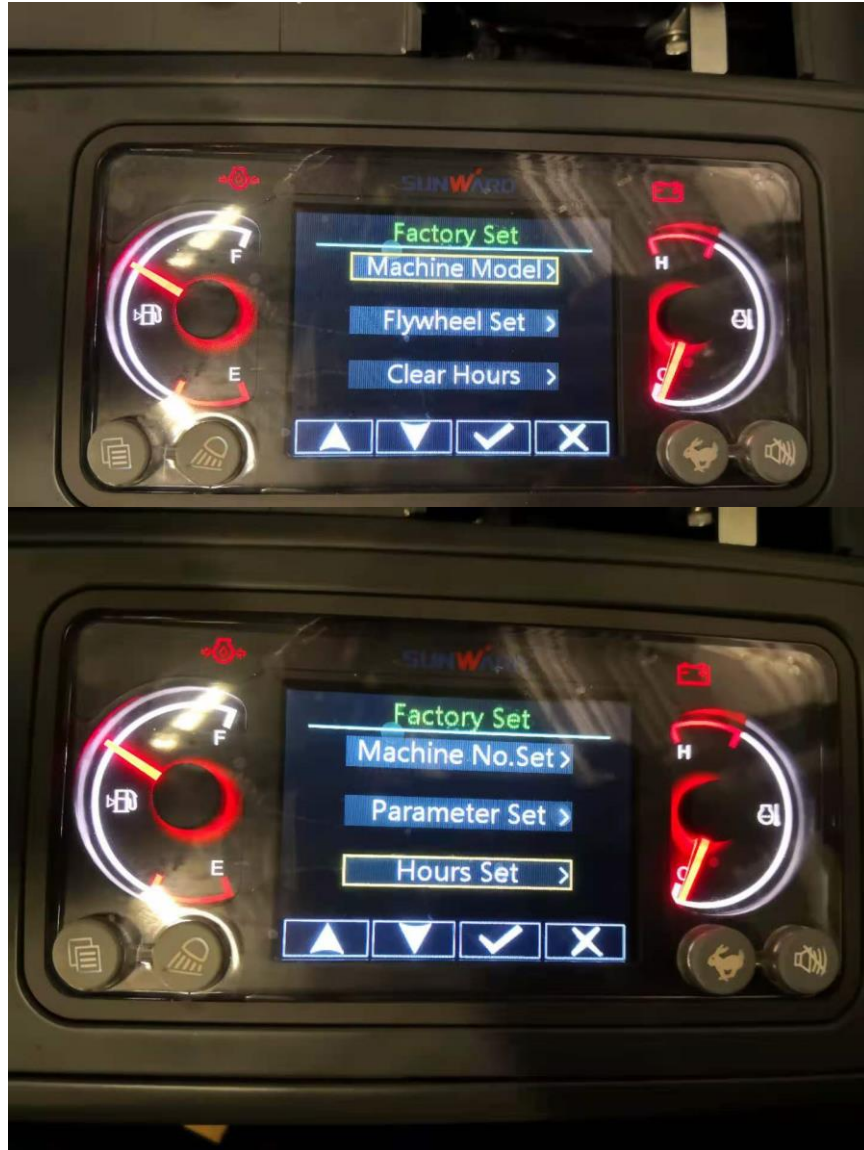 SUNWARD
Factory Set
Machine Model >
Flywheel Set >
Clear Hours >
F
E
H
C
SUNWARD
Factory Set
Machine No.Set >
Parameter Set >
Hours Set >
F
E
H
C